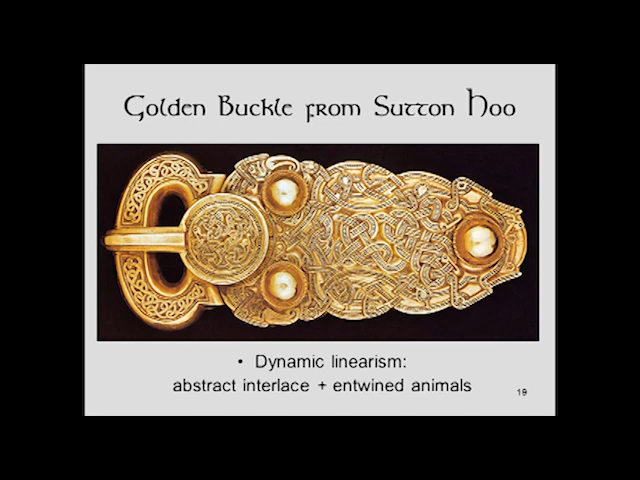 Golden Buckle from Sutton Hoo
• Dynamic linearism:
abstract interlace + entwined animals
19